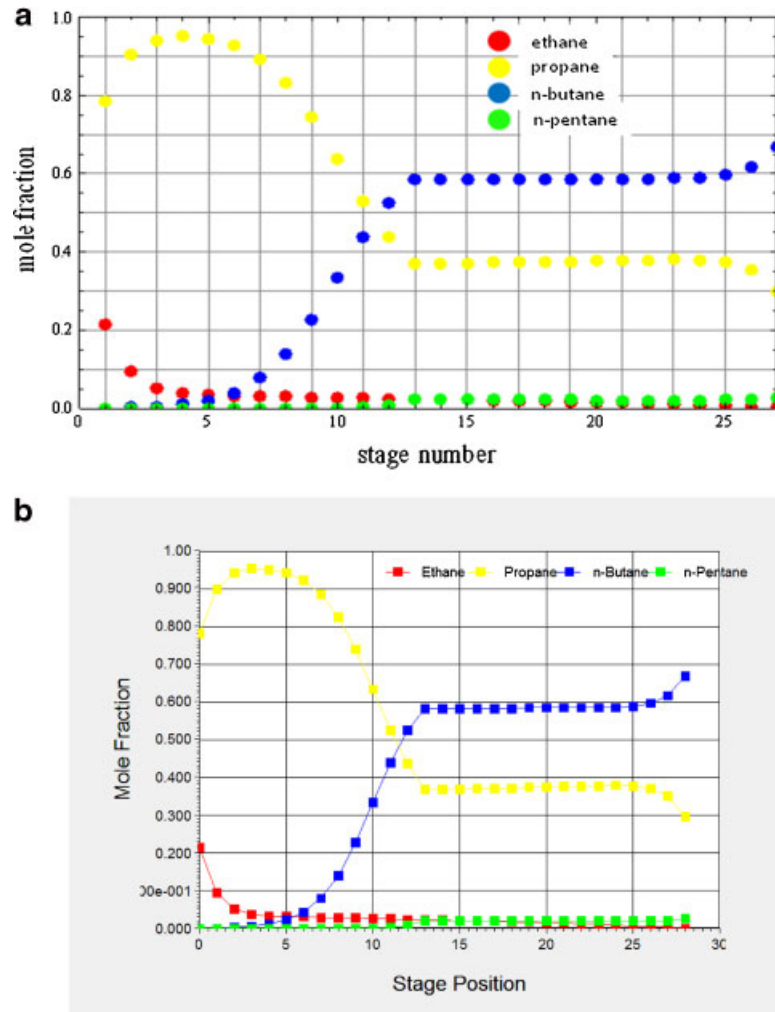 a
1.0
0.8
0.6
0.4
0.2
0.0
mole fraction
ethane
propane
n-butane
n-pentane
0
5
10
15
20
25
stage number
b
1.00
0.900
0.800
0.700
0.600
0.500
0.400
0.300
0.200
00e-001
0.000
Mole Fraction
Ethane Propane n-Butane n-Pentane
0 5 10 15 20 25 30
Stage Position